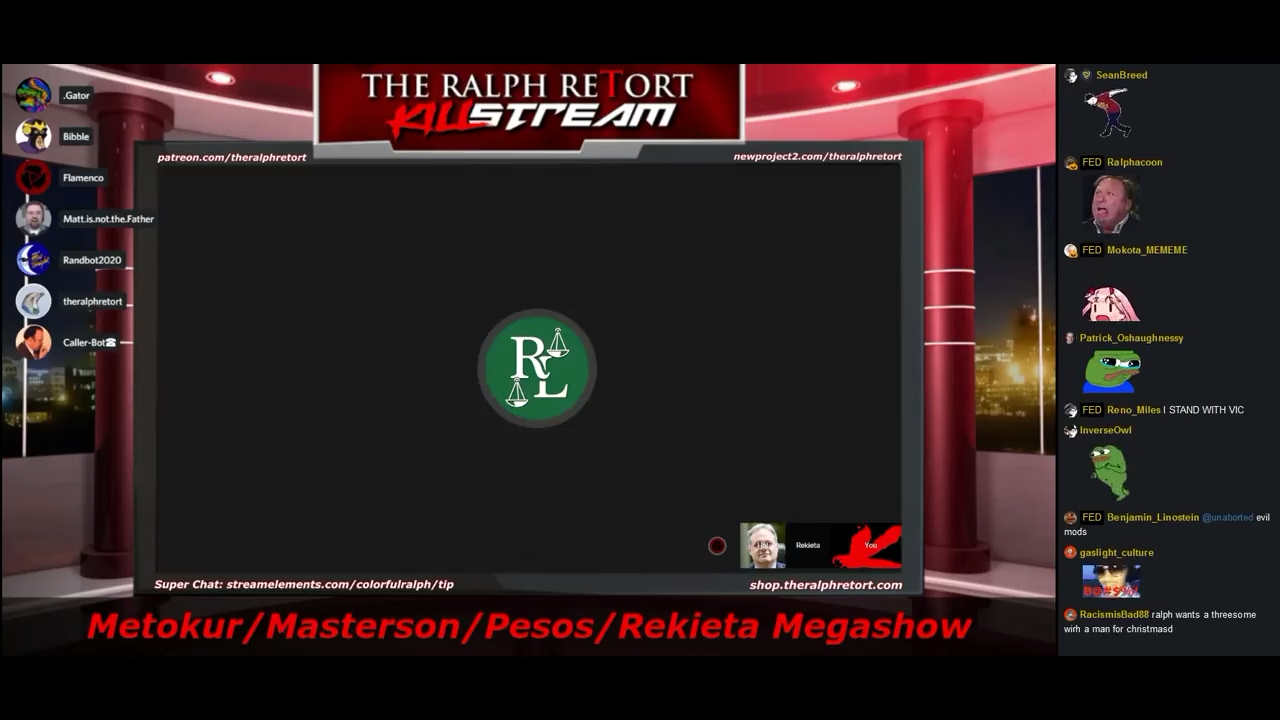 THE RALPH RETORT
KILLSTREAM
patreon.com/theralphretort
newproject2.com/theralphretort
.Gator
Bibble
Flamenco
Matt.is.not.the.Father
Randbot2020
theralphretort
Caller-Bot☎
RL
Rekieta
You
Super Chat: streamelements.com/colorfulralph/tip
shop.theralphretort.com
Metokur/Masterson/Pesos/Rekieta Megashow
SeanBreed
FED Ralphacoon
FED Mokota_MEMEME
Patrick_Oshaughnessy
FED Reno_Miles I STAND WITH VIC
InverseOwl
FED Benjamin_Linostein @unaborted evil
mods
gaslight_culture
RacismisBad88 ralph wants a threesome
wirh a man for christmasd